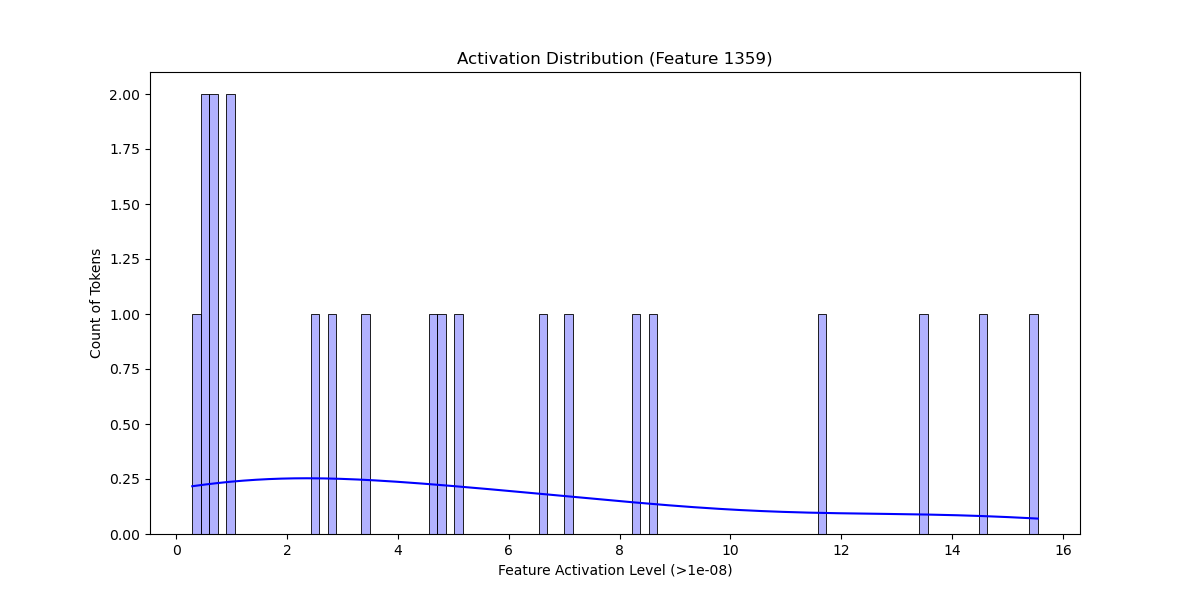 Activation Distribution (Feature 1359)
Count of Tokens
2.00
1.75
1.50
1.25
1.00
0.75
0.50
0.25
0.00
0 2 4 6 8 10 12 14 16
Feature Activation Level (>1e-08)